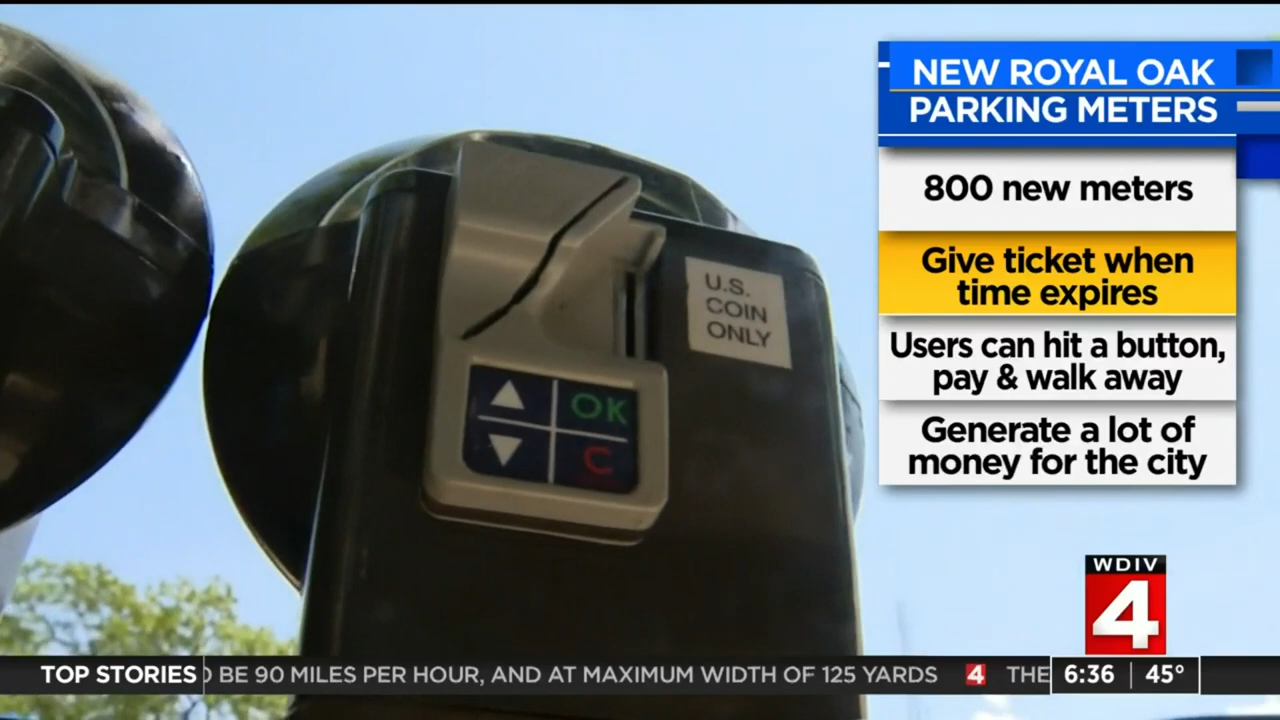 NEW ROYAL OAK
PARKING METERS
800 new meters
Give ticket when
time expires
Users can hit a button,
pay & walk away
Generate a lot of
money for the city
U.S.
COIN
ONLY
OK
C
WDIV
4
TOP STORIES
BE 90 MILES PER HOUR, AND AT MAXIMUM WIDTH OF 125 YARDS 4 THE
6:36 45°